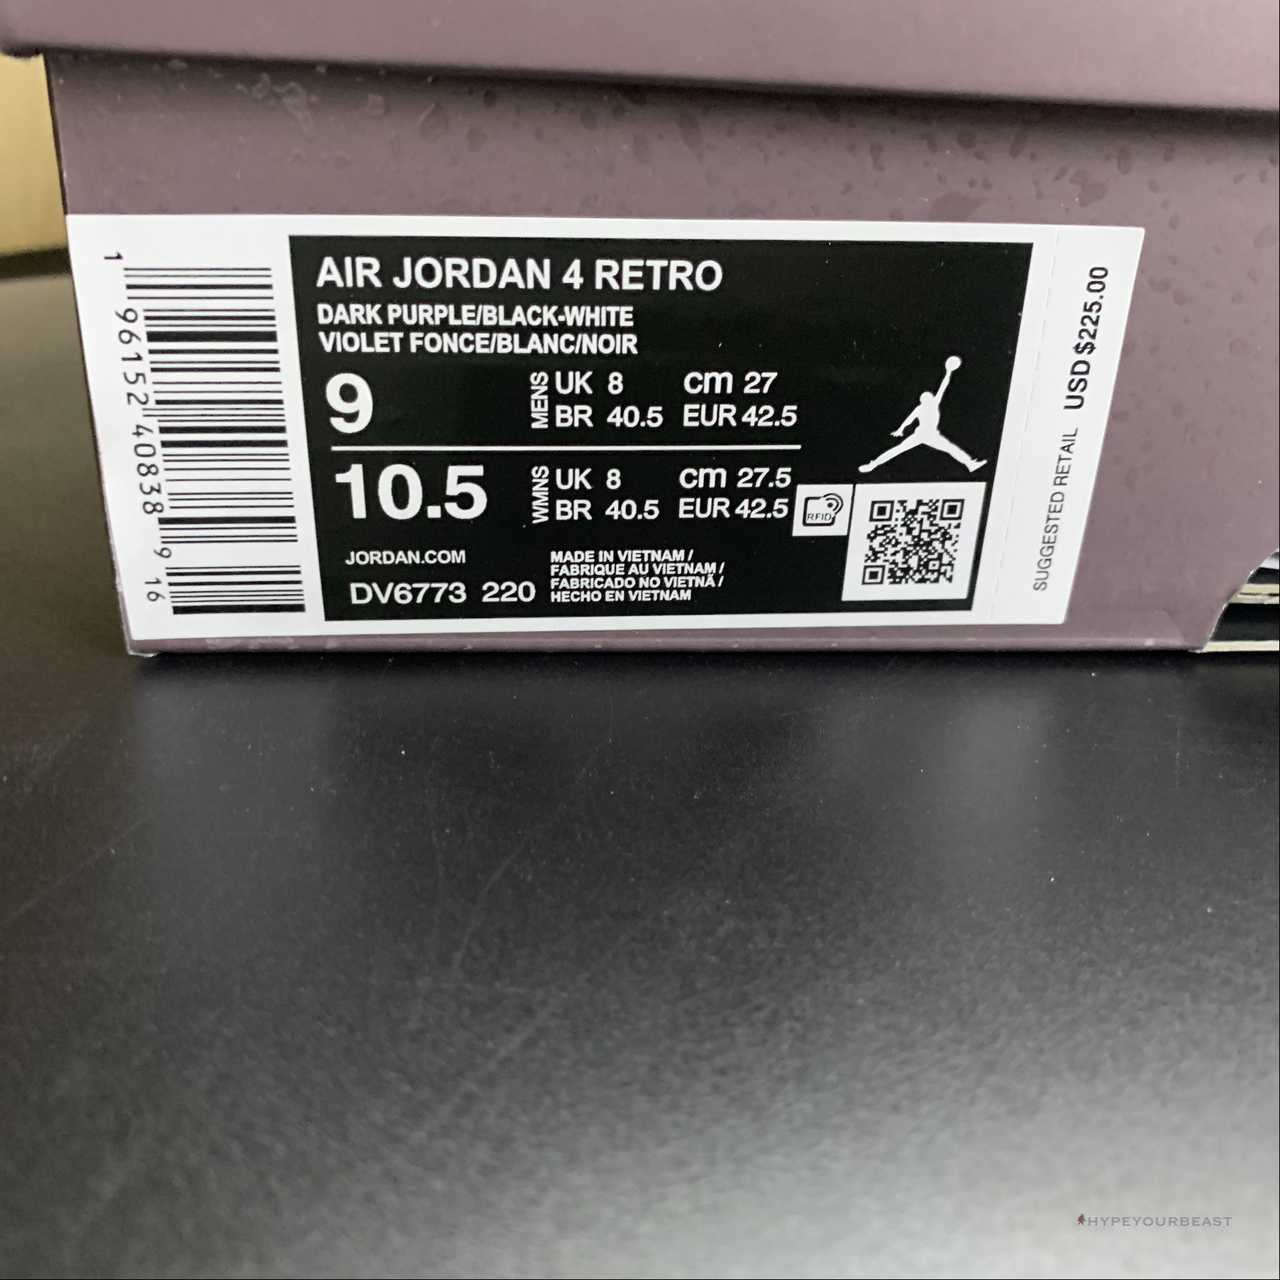 AIR JORDAN 4 RETRO
DARK PURPLE/BLACK-WHITE
VIOLET FONCE/BLANC/NOIR
9 MENS UK 8 cm 27
BR 40.5 EUR 42.5
10.5 WMNS UK 8 cm 27.5
BR 40.5 EUR 42.5
RFID
JORDAN.COM
DV6773 220
MADE IN VIETNAM /
FABRIQUE AU VIETNAM /
FABRICADO NO VIETNÃ /
HECHO EN VIETNAM
1 96152 40838 9 16
SUGGESTED RETAIL USD $225.00
HYPEYOURBEAST